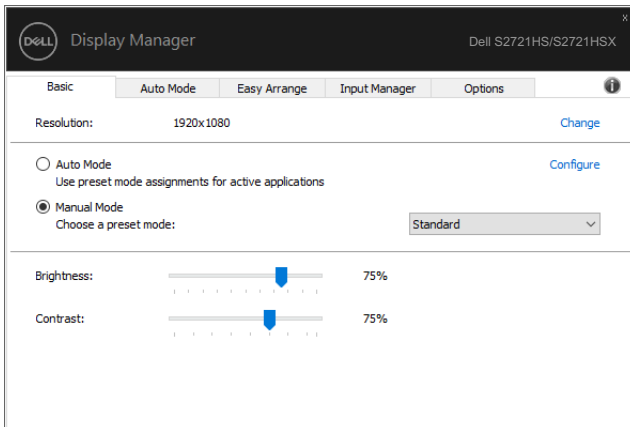 x
DELL Display Manager
Dell S2721HS/S2721HSX
Basic Auto Mode Easy Arrange Input Manager Options i
Resolution: 1920x1080 Change
Auto Mode Configure
Use preset mode assignments for active applications
Manual Mode
Choose a preset mode: Standard
Brightness: 75%
Contrast: 75%